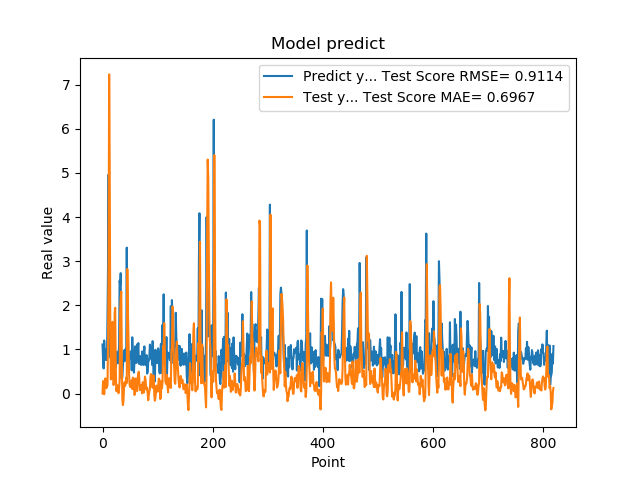 Model predict
Predict y... Test Score RMSE= 0.9114
Test y... Test Score MAE= 0.6967
7
6
5
4
3
2
1
0
Real value
0 200 400 600 800
Point